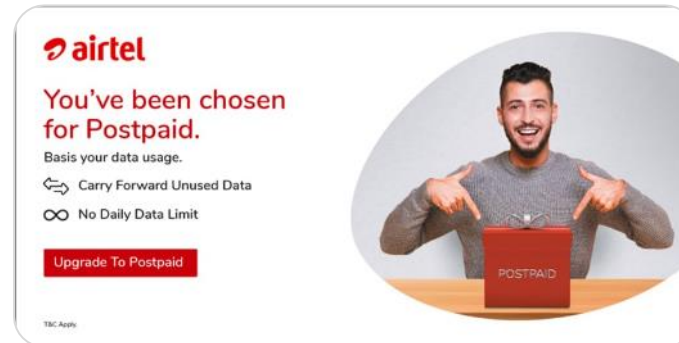 airtel
You've been chosen
for Postpaid.
Basis your data usage.
Carry Forward Unused Data
No Daily Data Limit
Upgrade To Postpaid
POSTPAID
T&C Apply.